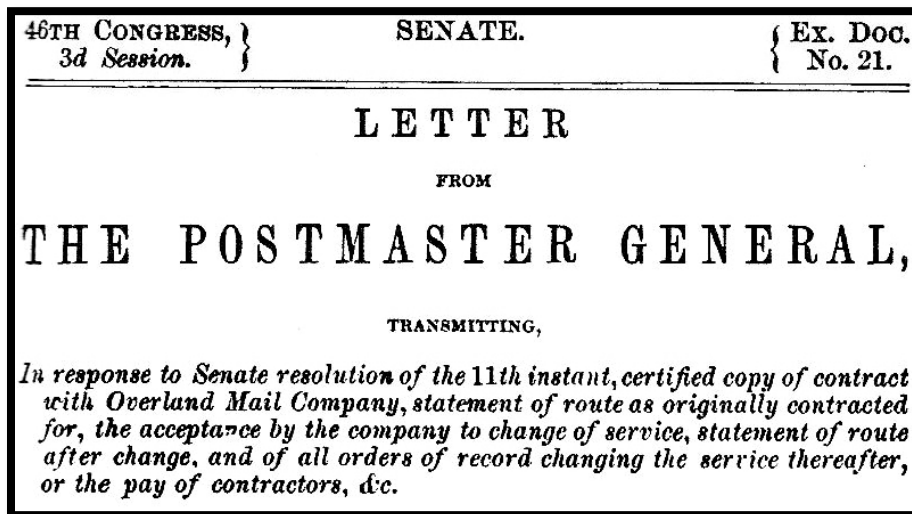 46TH CONGRESS, SENATE. Ex. Doc.
3d Session. No. 21.
LETTER
FROM
THE POSTMASTER GENERAL,
TRANSMITTING,
In response to Senate resolution of the 11th instant, certified copy of contract
with Overland Mail Company, statement of route as originally contracted
for, the acceptance by the company to change of service, statement of route
after change, and of all orders of record changing the service thereafter,
or the pay of contractors, &c.